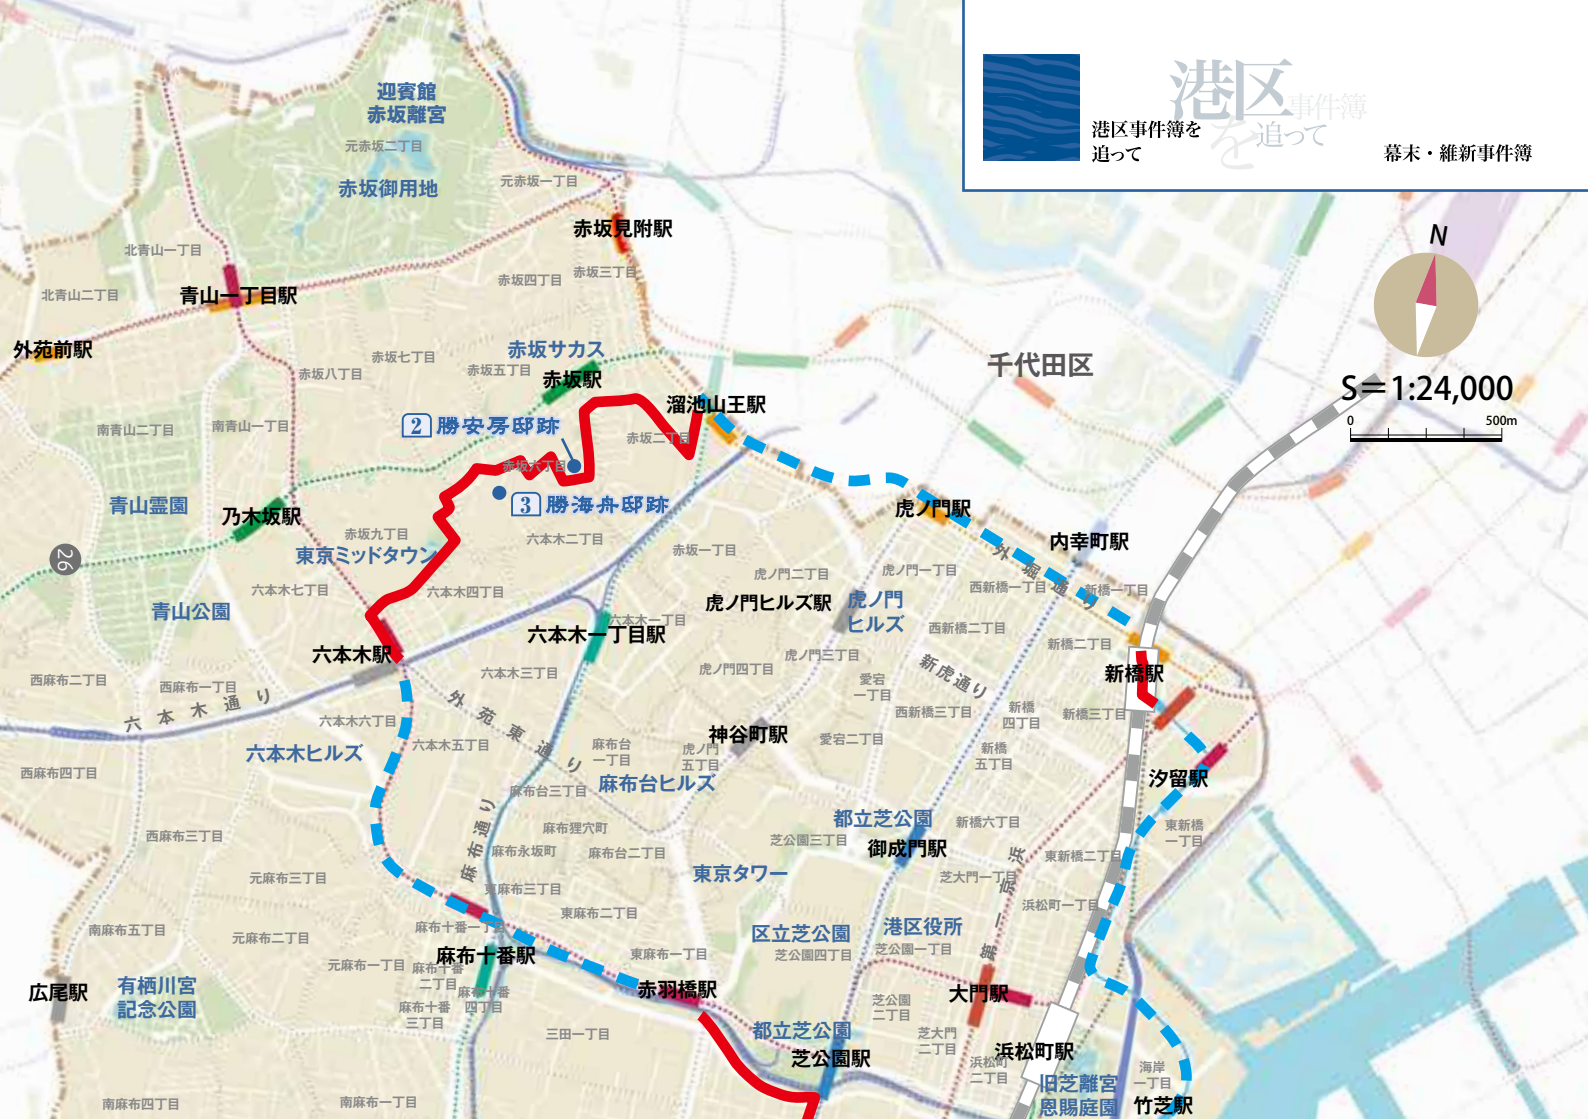 港区
事件簿
を
追って
港区事件簿を
追って
幕末・維新事件簿
N
S＝1:24,000
0
500m
千代田区
迎賓館
赤坂離宮
元赤坂二丁目
赤坂御用地
元赤坂一丁目
赤坂見附駅
北青山一丁目
赤坂四丁目
赤坂三丁目
北青山二丁目
青山一丁目駅
外苑前駅
赤坂七丁目
赤坂八丁目
赤坂サカス
赤坂五丁目
赤坂駅
溜池山王駅
2 勝安房邸跡
赤坂二丁目
南青山二丁目
南青山一丁目
赤坂六丁目
3 勝海舟邸跡
青山霊園
乃木坂駅
虎ノ門駅
赤坂九丁目
東京ミッドタウン
六本木二丁目
赤坂一丁目
内幸町駅
外堀通り
26
虎ノ門二丁目
虎ノ門一丁目
西新橋一丁目
新橋一丁目
六本木七丁目
六本木四丁目
青山公園
虎ノ門ヒルズ駅
虎ノ門
ヒルズ
六本木一丁目
六本木一丁目駅
西新橋二丁目
新橋二丁目
六本木駅
虎ノ門三丁目
虎ノ門四丁目
六本木三丁目
新虎通り
新橋駅
西麻布二丁目
西麻布一丁目
六本木通り
愛宕
一丁目
西新橋三丁目
新橋
四丁目
新橋三丁目
六本木六丁目
外苑東通り
六本木五丁目
六本木ヒルズ
麻布台
一丁目
虎ノ門
五丁目
神谷町駅
愛宕二丁目
新橋
五丁目
西麻布四丁目
麻布台ヒルズ
麻布台三丁目
汐留駅
麻布通り
麻布狸穴町
都立芝公園
新橋六丁目
西麻布三丁目
麻布永坂町
麻布台二丁目
芝公園三丁目
御成門駅
東新橋
一丁目
東新橋二丁目
元麻布三丁目
東麻布三丁目
東京タワー
芝大門一丁目
第一京浜
浜松町一丁目
東麻布二丁目
麻布十番一丁目
南麻布五丁目
元麻布二丁目
区立芝公園
港区役所
芝公園四丁目
芝公園一丁目
麻布十番駅
東麻布一丁目
元麻布一丁目
麻布十番
二丁目
広尾駅
有栖川宮
記念公園
麻布十番
四丁目
赤羽橋駅
大門駅
麻布十番
三丁目
芝公園
二丁目
三田一丁目
都立芝公園
芝公園駅
芝大門
二丁目
浜松町駅
浜松町
二丁目
旧芝離宮
恩賜庭園
海岸
一丁目
竹芝駅
南麻布四丁目
南麻布一丁目